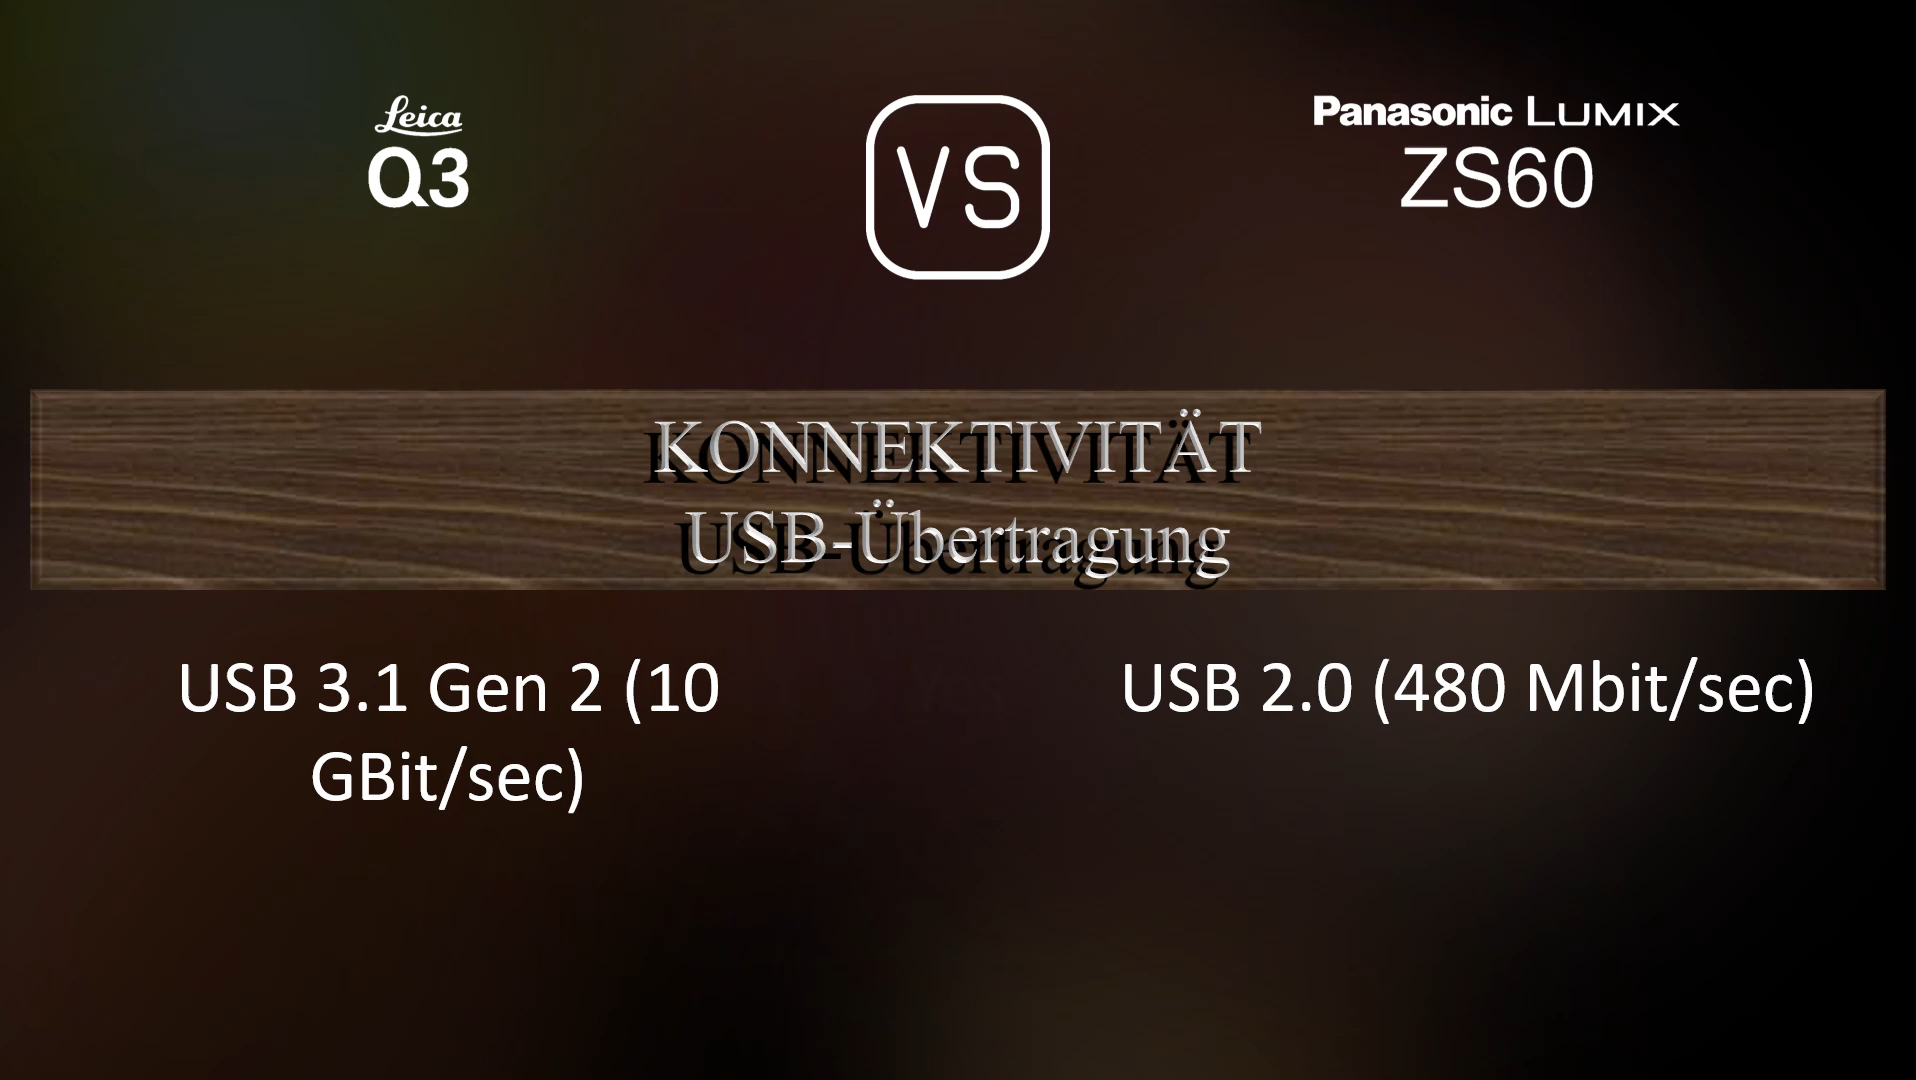 Leica
Q3
VS
Panasonic LUMIX
ZS60
KONNEKTIVITÄT
USB-Übertragung
USB 3.1 Gen 2 (10
GBit/sec)
USB 2.0 (480 Mbit/sec)